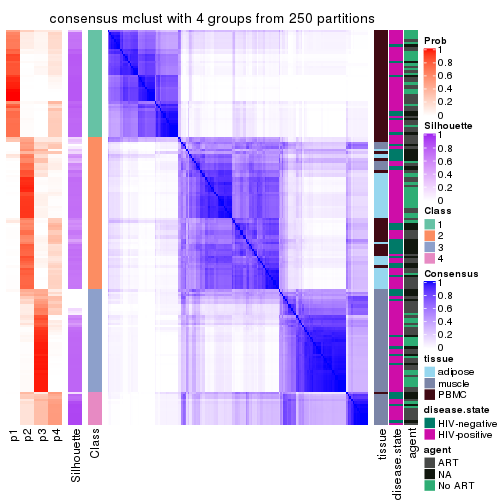 consensus mclust with 4 groups from 250 partitions
Prob
1
0.8
0.6
0.4
0.2
0
Silhouette
1
0.8
0.6
0.4
0.2
0
Class
1
2
3
4
Consensus
1
0.8
0.6
0.4
0.2
0
tissue
adipose
muscle
PBMC
disease.state
HIV-negative
HIV-positive
agent
ART
NA
No ART
p1
p2
p3
p4
Silhouette
Class
tissue
disease.state
agent